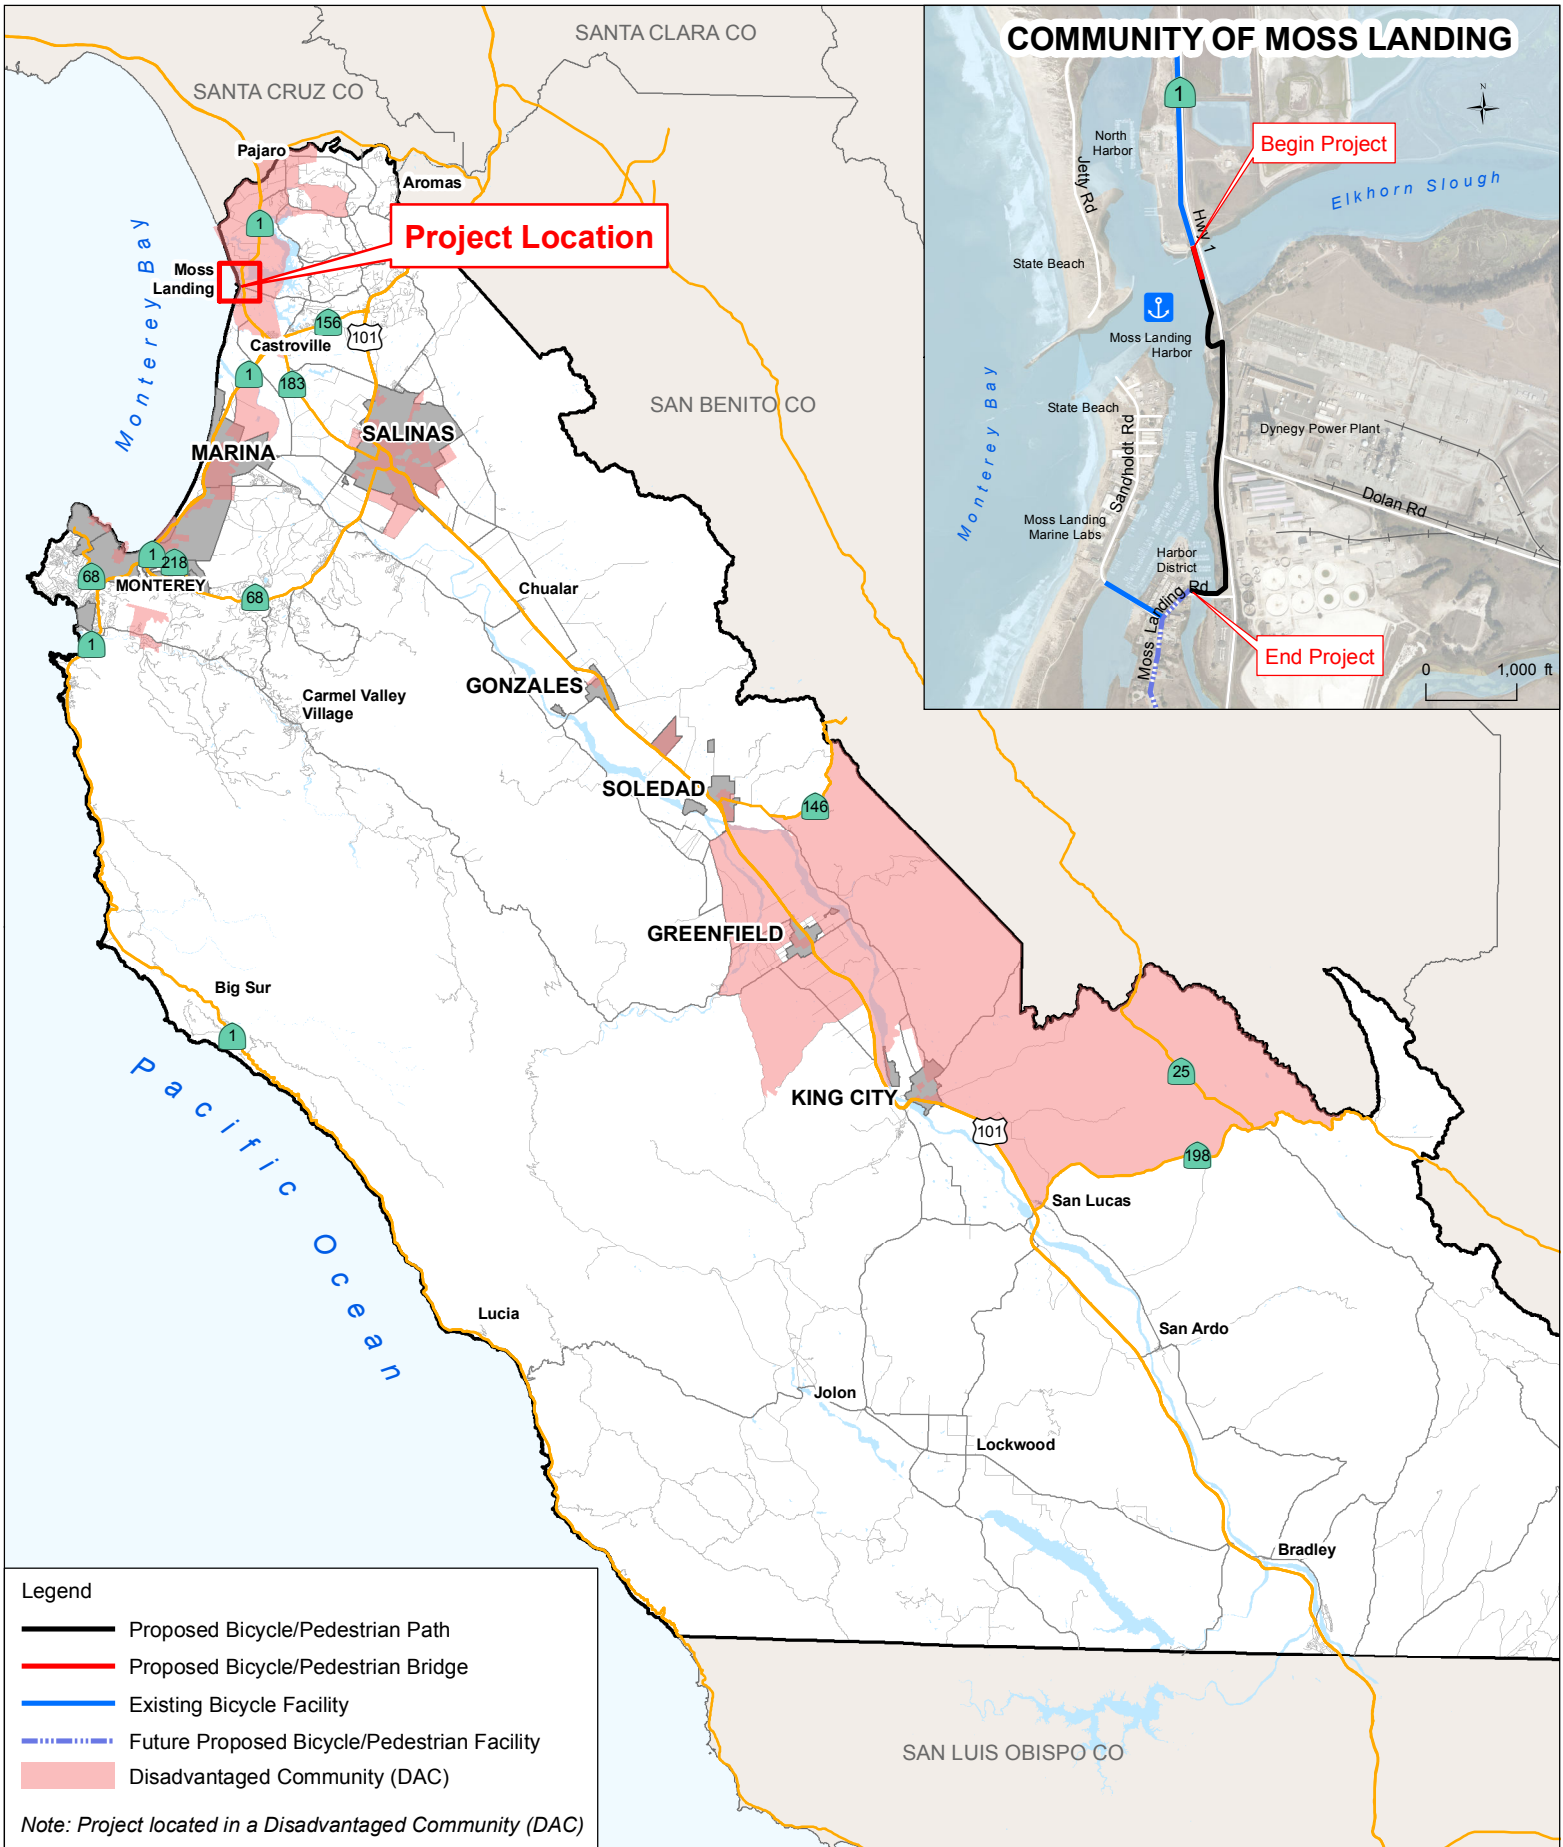 SANTA CLARA CO
SANTA CRUZ CO
Pajaro
Aromas
1
Project Location
Moss
Landing
Monterey Bay
156
101
Castroville
1
183
SAN BENITO CO
SALINAS
MARINA
1
218
68
MONTEREY
68
Chualar
1
GONZALES
Carmel Valley
Village
SOLEDAD
146
GREENFIELD
Big Sur
1
25
KING CITY
101
198
Pacific Ocean
San Lucas
Lucia
San Ardo
Jolon
Lockwood
Bradley
SAN LUIS OBISPO CO
COMMUNITY OF MOSS LANDING
1
N
North
Harbor
Begin Project
Jetty Rd
Elkhorn Slough
Hwy 1
State Beach
Moss Landing
Harbor
Monterey Bay
State Beach
Sandholdt Rd
Dynegy Power Plant
Dolan Rd
Moss Landing
Marine Labs
Harbor
District
Moss Landing Rd
End Project
0 1,000 ft
Legend
Proposed Bicycle/Pedestrian Path
Proposed Bicycle/Pedestrian Bridge
Existing Bicycle Facility
Future Proposed Bicycle/Pedestrian Facility
Disadvantaged Community (DAC)
Note: Project located in a Disadvantaged Community (DAC)